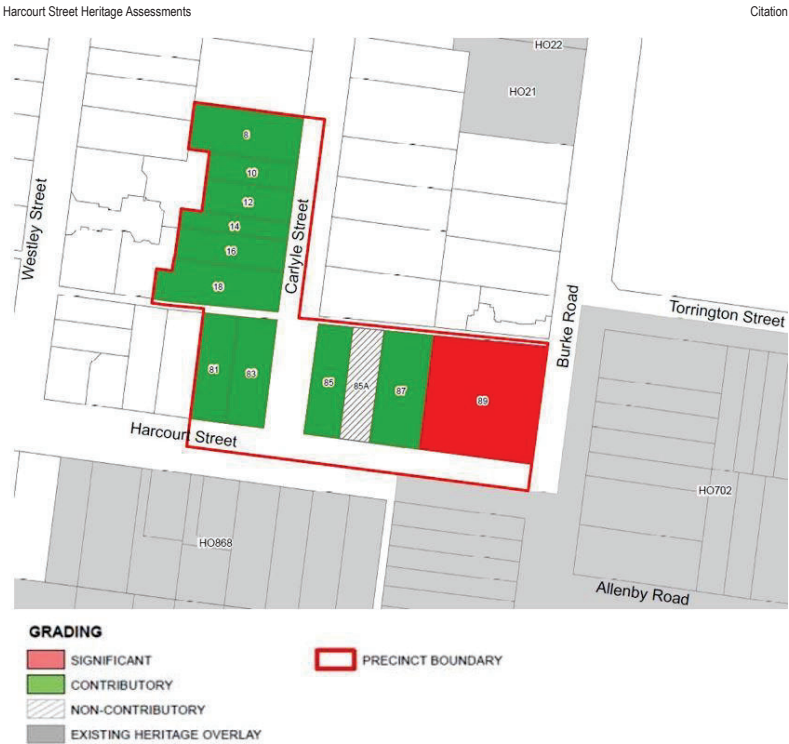 Harcourt Street Heritage Assessments
Citation
HO22
HO21
8
10
12
14
16
18
Westley Street
Carlyle Street
Burke Road
Torrington Street
81
83
85
85A
87
89
Harcourt Street
HO702
HO868
Allenby Road
GRADING
SIGNIFICANT
PRECINCT BOUNDARY
CONTRIBUTORY
NON-CONTRIBUTORY
EXISTING HERITAGE OVERLAY